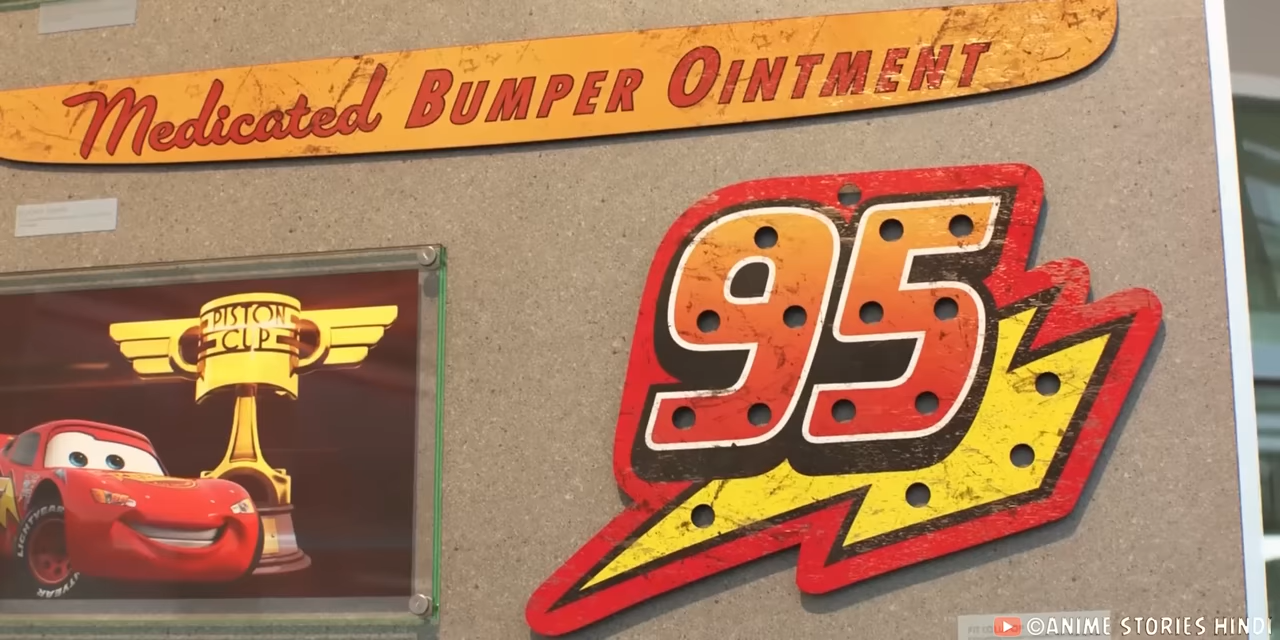 Medicated BUMPER OINTMENT
95
PISTON
CUP
LIGHTYEAR
©ANIME STORIES HINDI